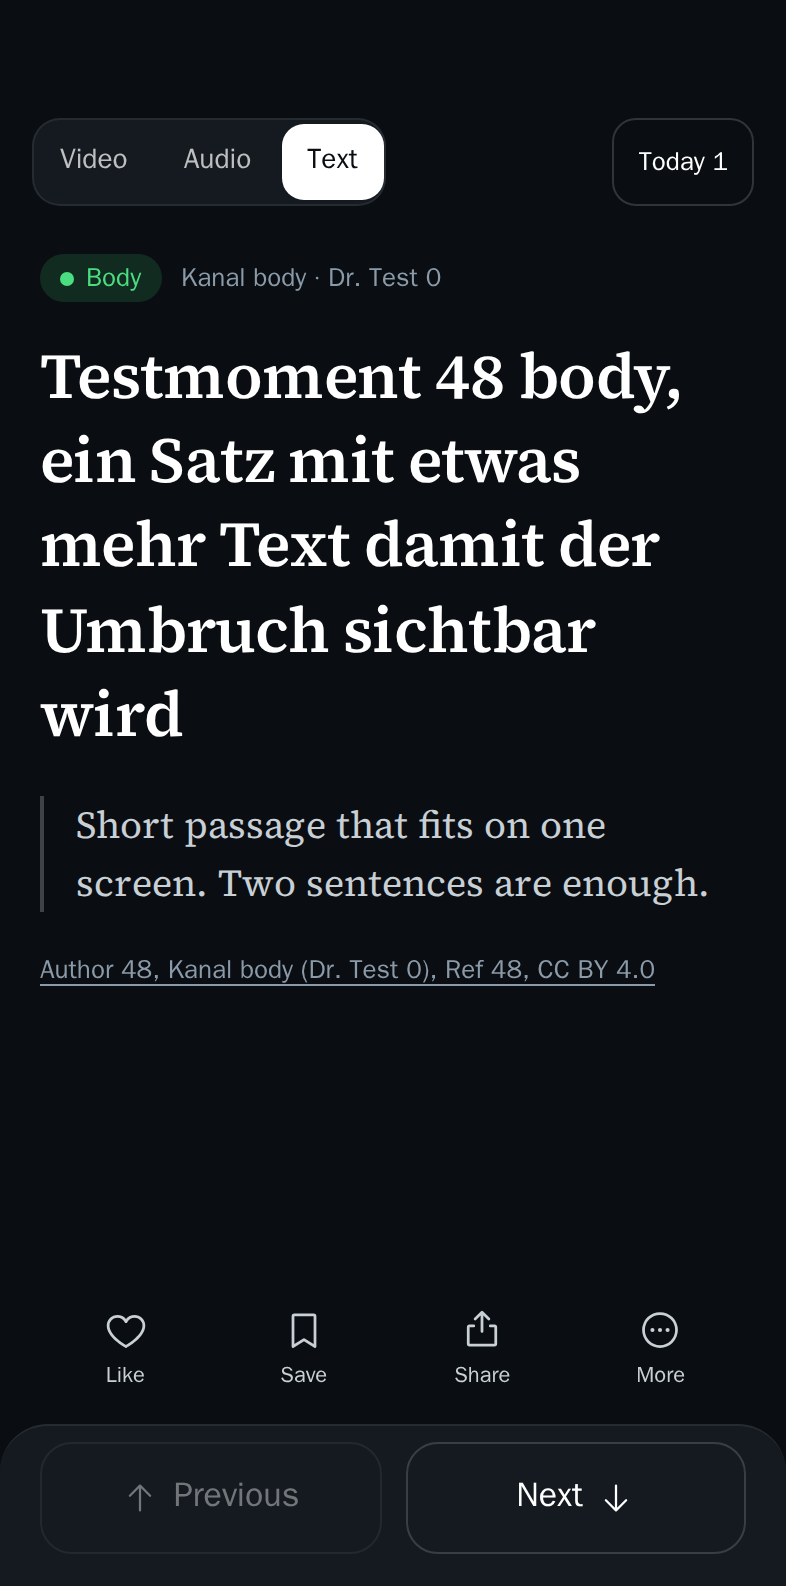 Video Audio Text Today 1
Body Kanal body · Dr. Test 0
Testmoment 48 body,
ein Satz mit etwas
mehr Text damit der
Umbruch sichtbar
wird
Short passage that fits on one
screen. Two sentences are enough.
Author 48, Kanal body (Dr. Test 0), Ref 48, CC BY 4.0
Like Save Share More
Previous Next